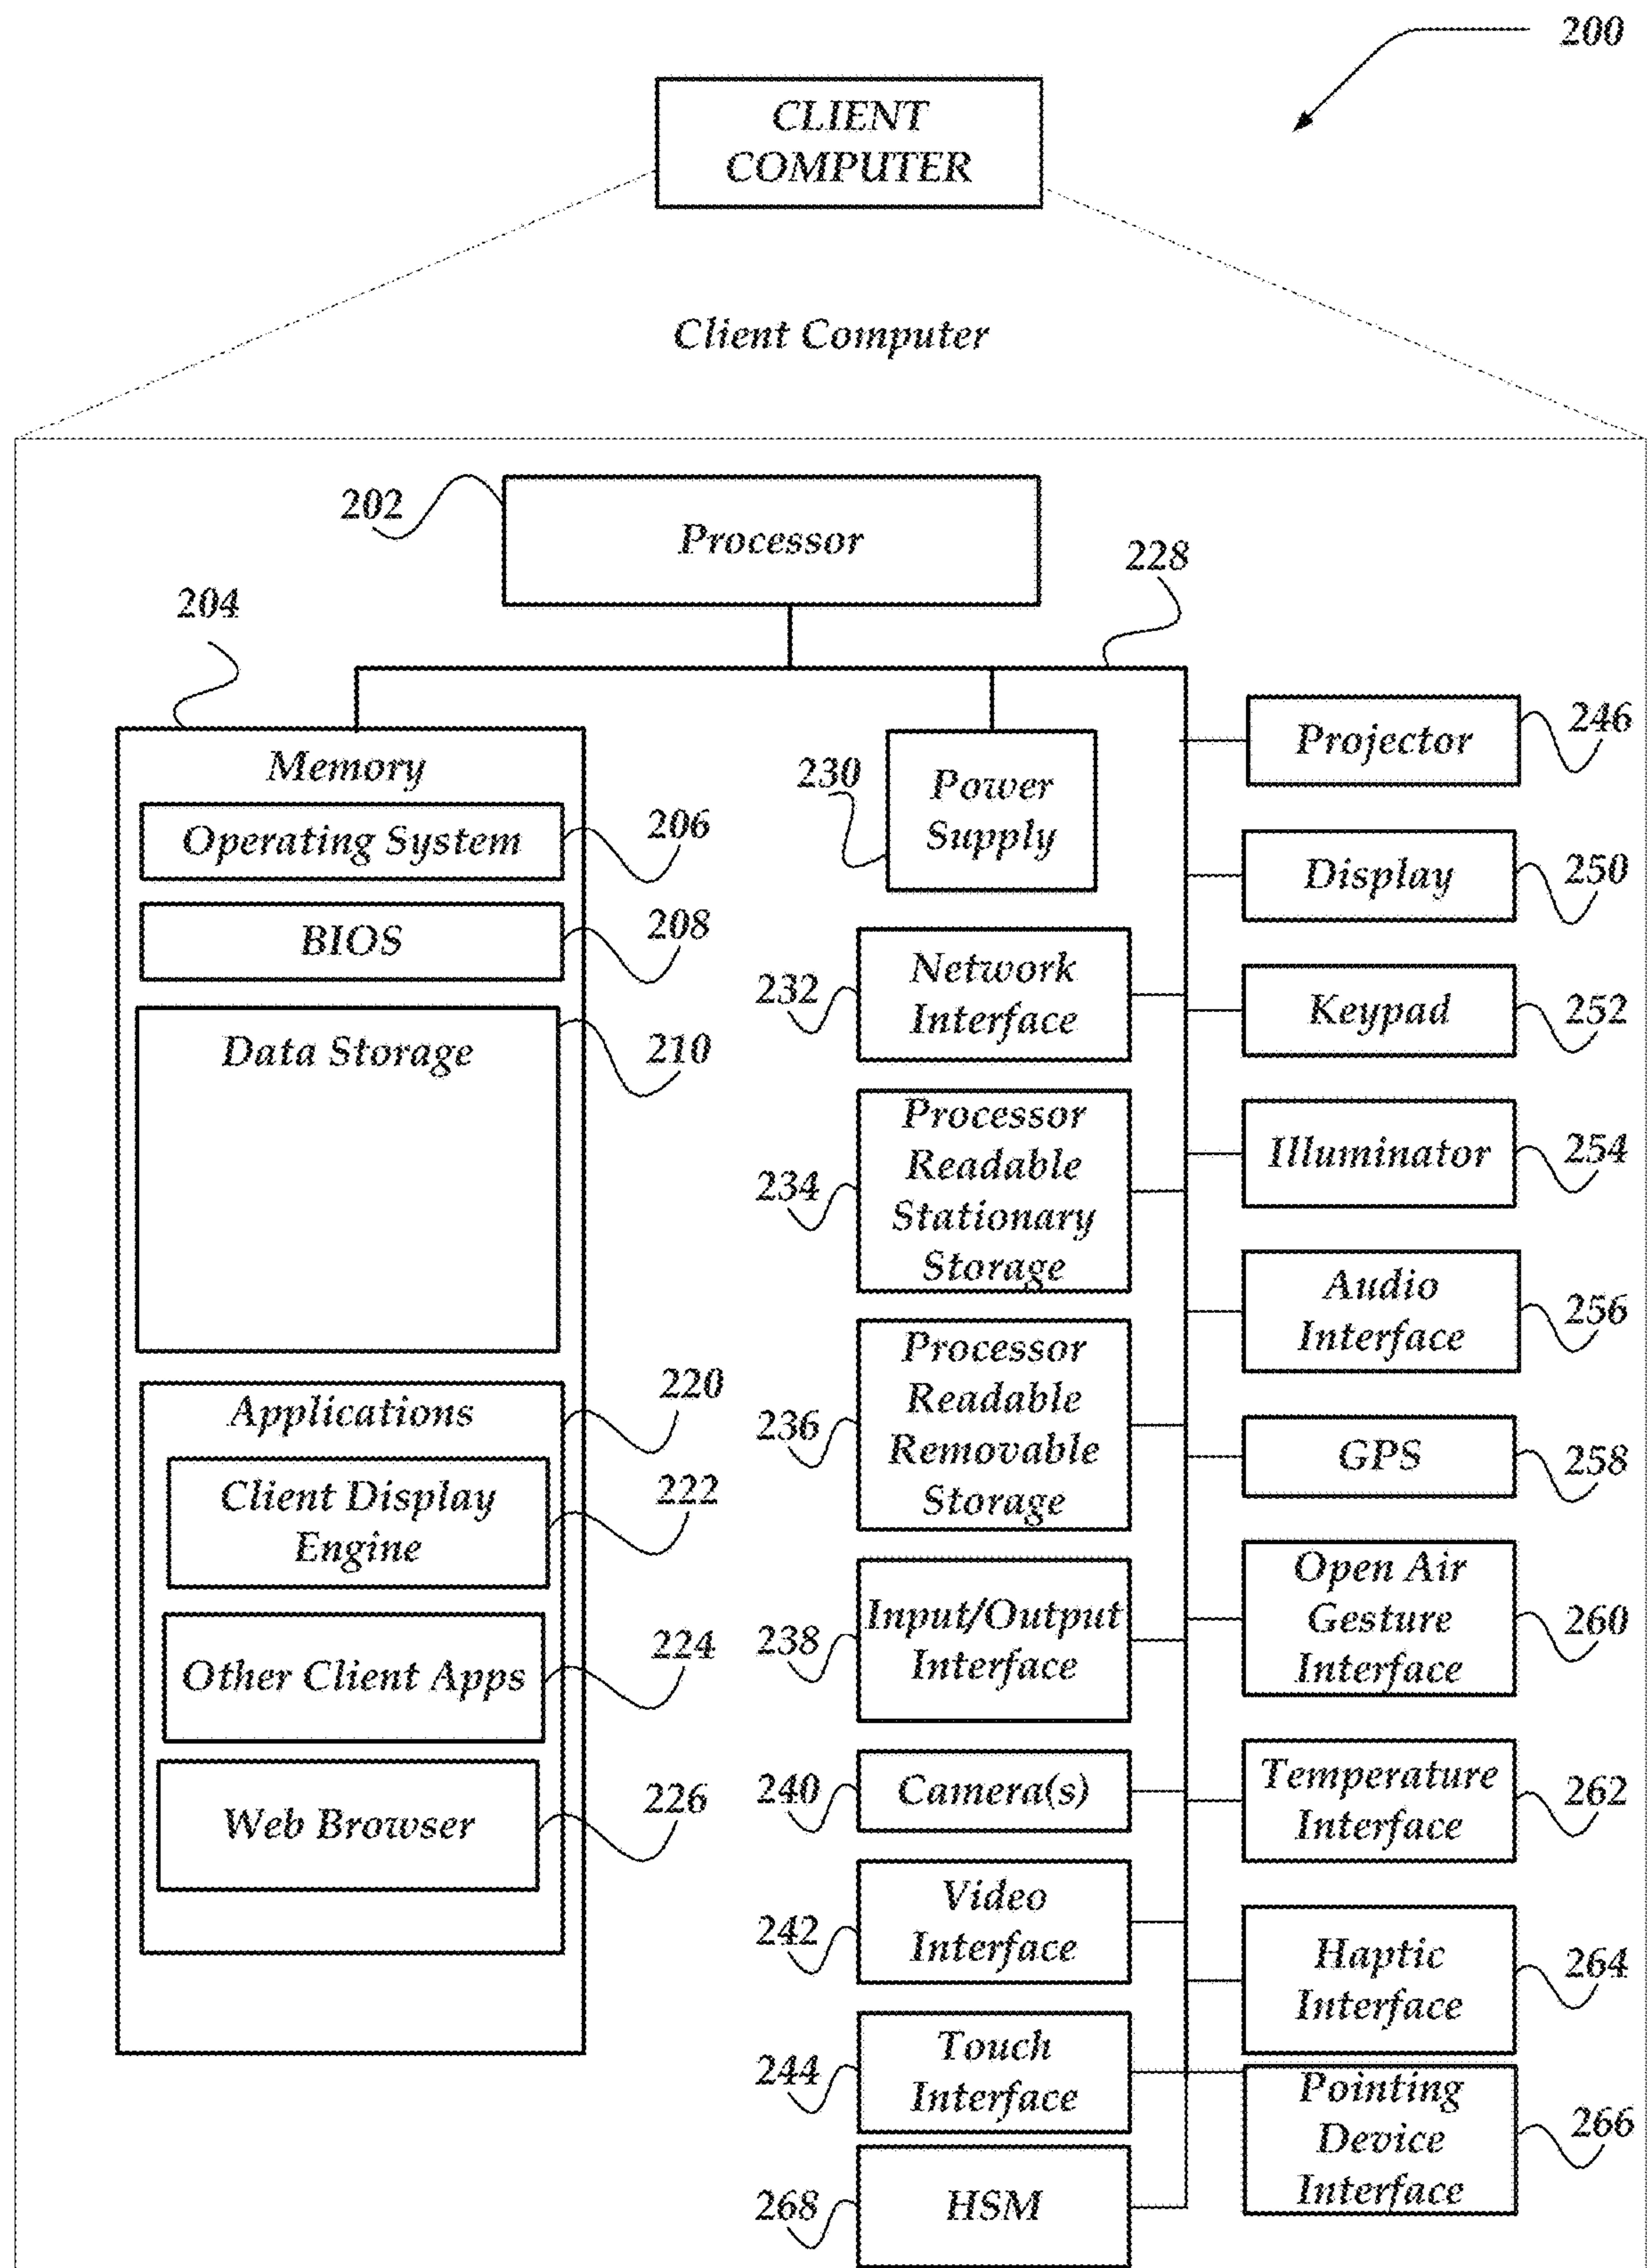 200
CLIENT
COMPUTER
Client Computer
202
Processor
228
204
Memory
Operating System
206
BIOS
208
Data Storage
210
Applications
220
Client Display
Engine
222
Other Client Apps
224
Web Browser
226
230
Power
Supply
232
Network
Interface
234
Processor
Readable
Stationary
Storage
236
Processor
Readable
Removable
Storage
238
Input/Output
Interface
240
Camera(s)
242
Video
Interface
244
Touch
Interface
268
HSM
Projector
246
Display
250
Keypad
252
Illuminator
254
Audio
Interface
256
GPS
258
Open Air
Gesture
Interface
260
Temperature
Interface
262
Haptic
Interface
264
Pointing
Device
Interface
266